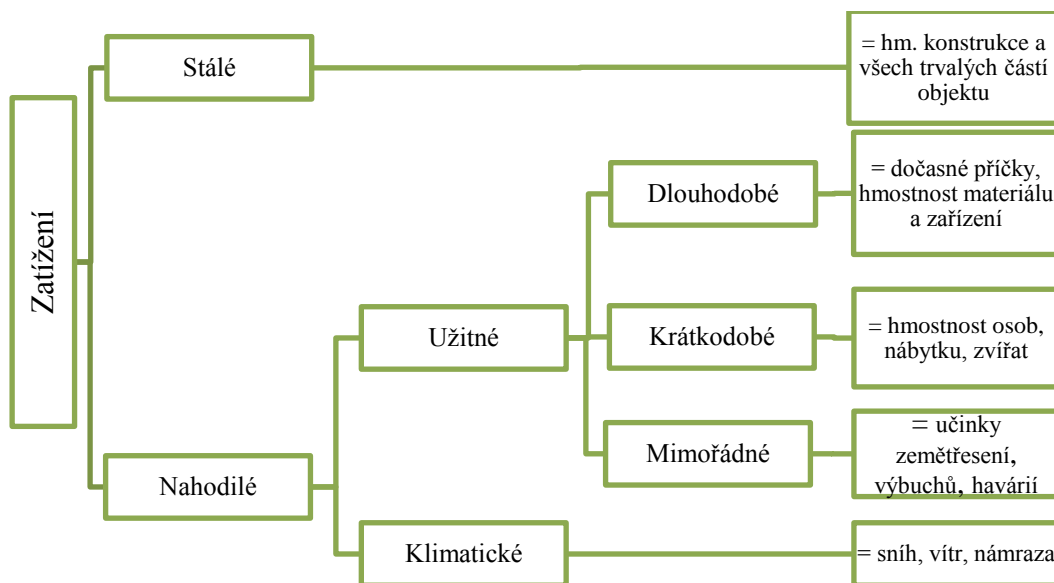 Zatížení
Stálé
= hm. konstrukce a
všech trvalých částí
objektu
Nahodilé
Užitné
Dlouhodobé
= dočasné příčky,
hmostnost materiálu
a zařízení
Krátkodobé
= hmostnost osob,
nábytku, zvířat
Mimořádné
= učinky
zemětřesení,
výbuchů, havárií
Klimatické
= sníh, vítr, námraza